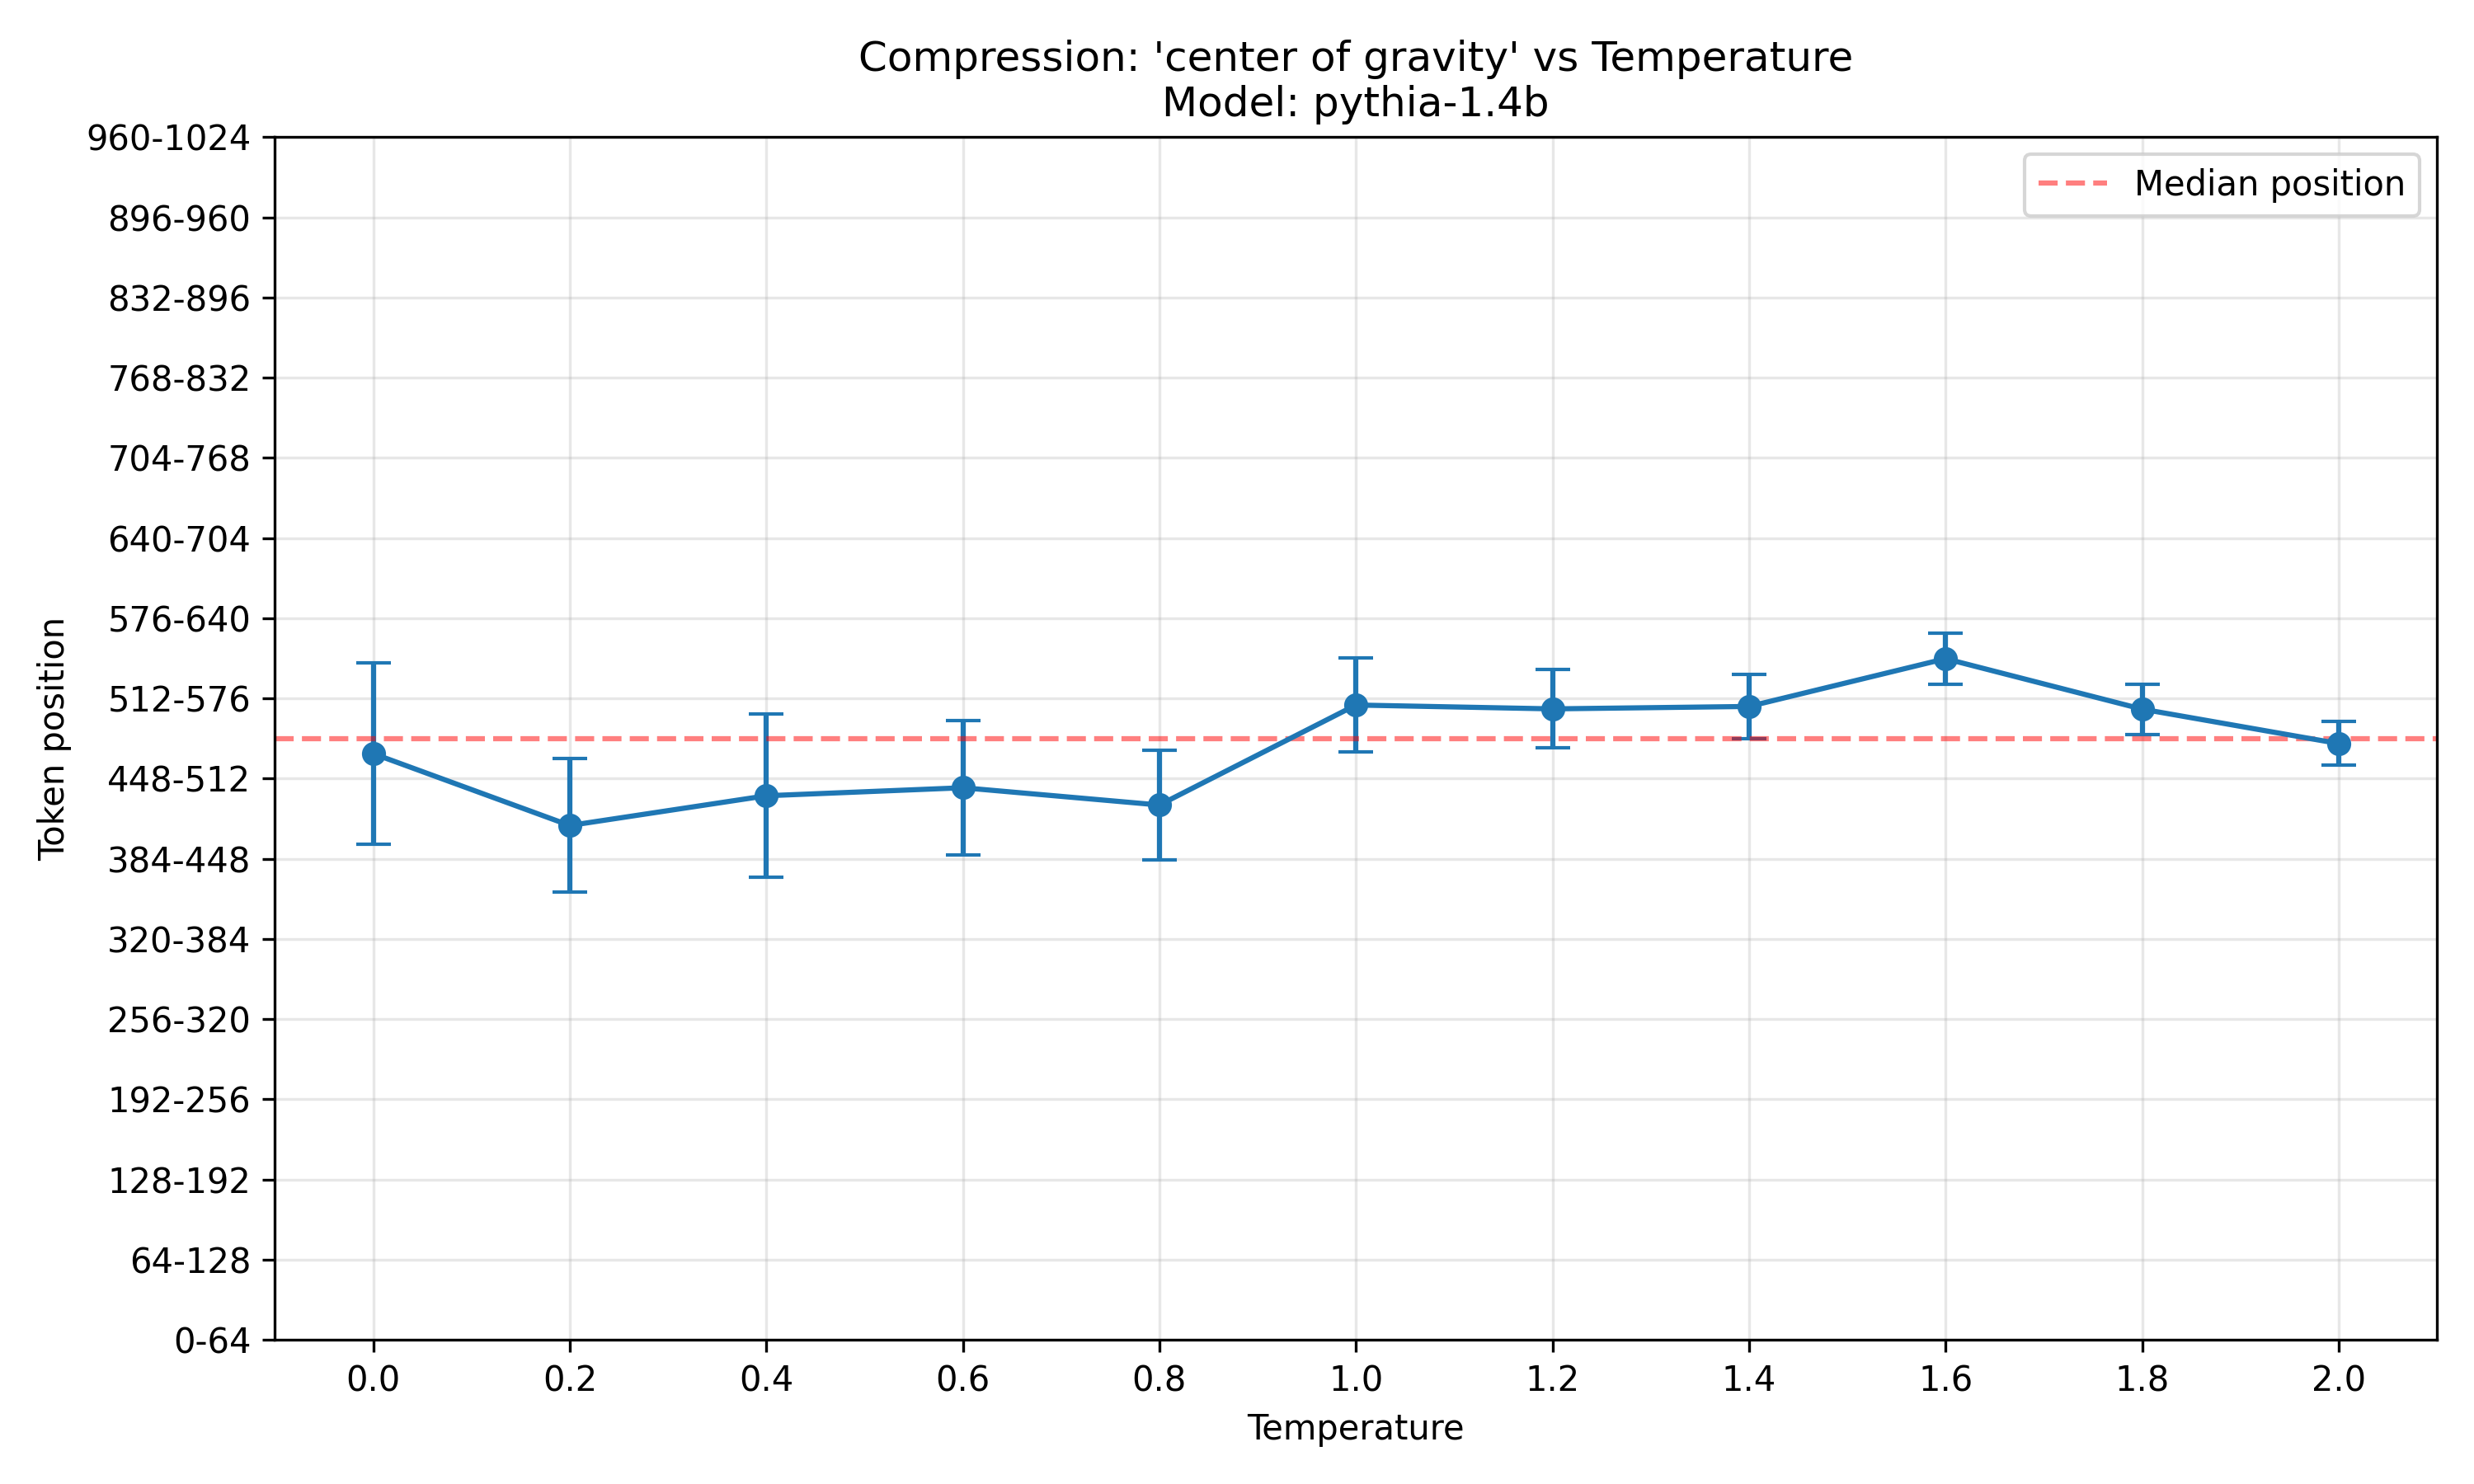 Compression: 'center of gravity' vs Temperature
Model: pythia-1.4b
960-1024
896-960
832-896
768-832
704-768
640-704
576-640
512-576
448-512
384-448
320-384
256-320
192-256
128-192
64-128
0-64
Token position
Median position
0.0 0.2 0.4 0.6 0.8 1.0 1.2 1.4 1.6 1.8 2.0
Temperature